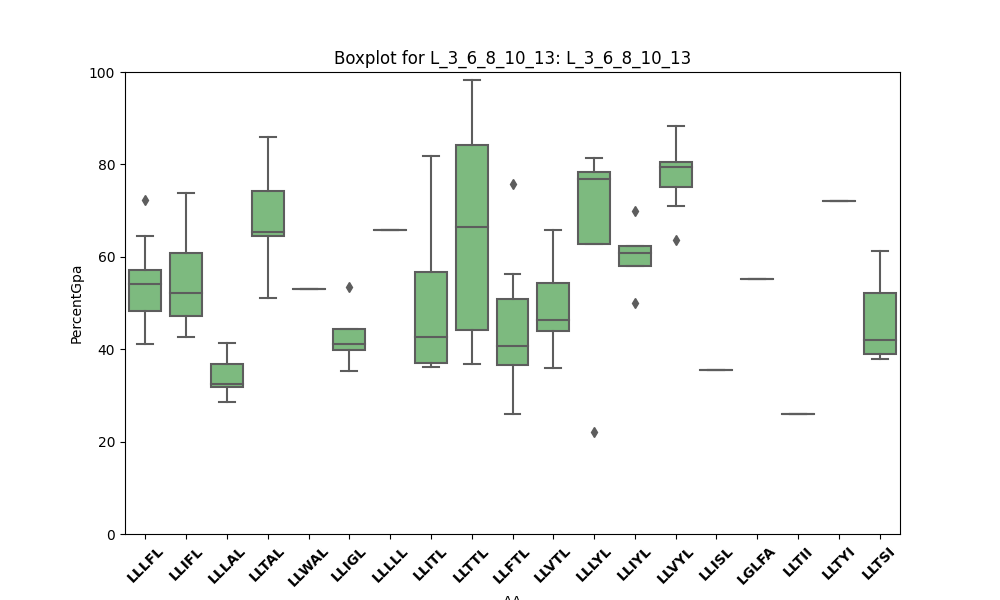 Boxplot for L_3_6_8_10_13: L_3_6_8_10_13
100
80
60
40
20
0
PercentGpa
LLLFL
LLIFL
LLLAL
LLTAL
LLWAL
LLIGL
LLLLL
LLITL
LLTTL
LLFTL
LLVTL
LLLYL
LLIYL
LLVYL
LLISL
LGLFA
LLTII
LLTYI
LLTSI
AA